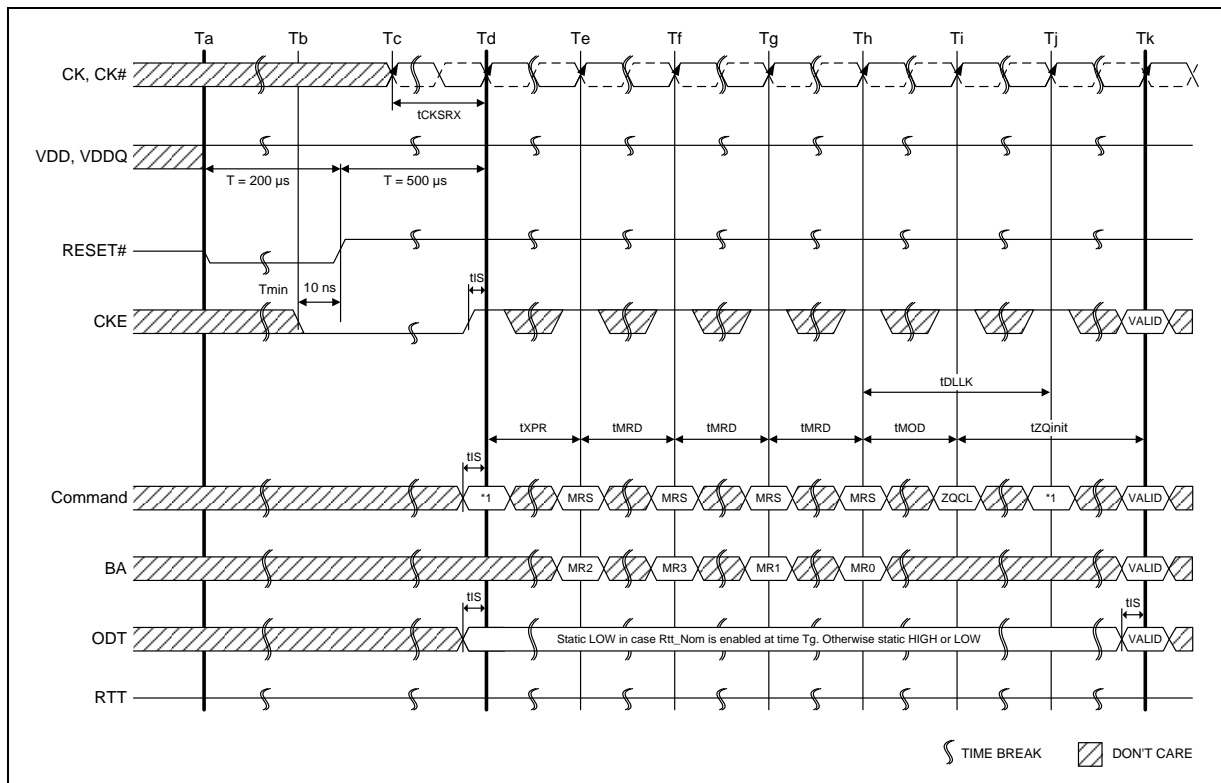 Ta Tb Tc Td Te Tf Tg Th Ti Tj Tk
CK, CK#
tCKSRX
VDD, VDDQ
T = 200 µs T = 500 µs
RESET#
tIS
Tmin 10 ns
CKE
VALID
tDLLK
tXPR tMRD tMRD tMRD tMOD tZQinit
tIS
Command *1 MRS MRS MRS MRS ZQCL *1 VALID
BA MR2 MR3 MR1 MR0 VALID
tIS tIS
ODT Static LOW in case Rtt_Nom is enabled at time Tg. Otherwise static HIGH or LOW VALID
RTT
TIME BREAK DON'T CARE